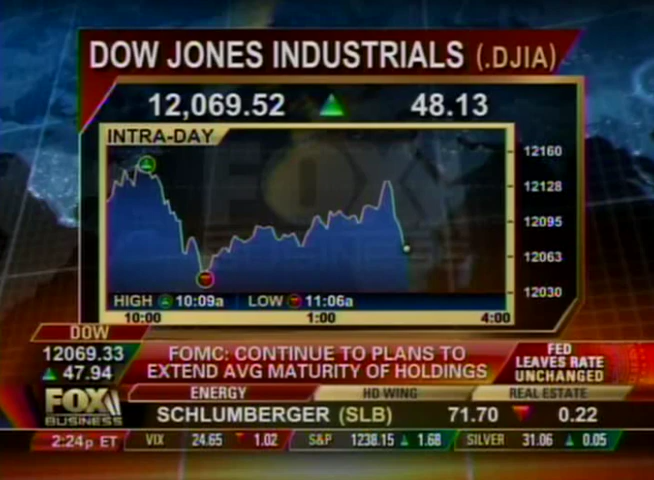 DOW JONES INDUSTRIALS (.DJIA)
12,069.52 48.13
INTRA-DAY
12160
12128
12095
12063
12030
HIGH 10:09a LOW 11:06a
10:00 1:00 4:00
DOW
12069.33
47.94
FOMC: CONTINUE TO PLANS TO
EXTEND AVG MATURITY OF HOLDINGS
FED
LEAVES RATE
UNCHANGED
FOX
BUSINESS
ENERGY HD WING REAL ESTATE
SCHLUMBERGER (SLB) 71.70 0.22
2:24p ET VIX 24.65 1.02 S&P 1238.15 1.68 SILVER 31.06 0.05
FOX
BUSINESS